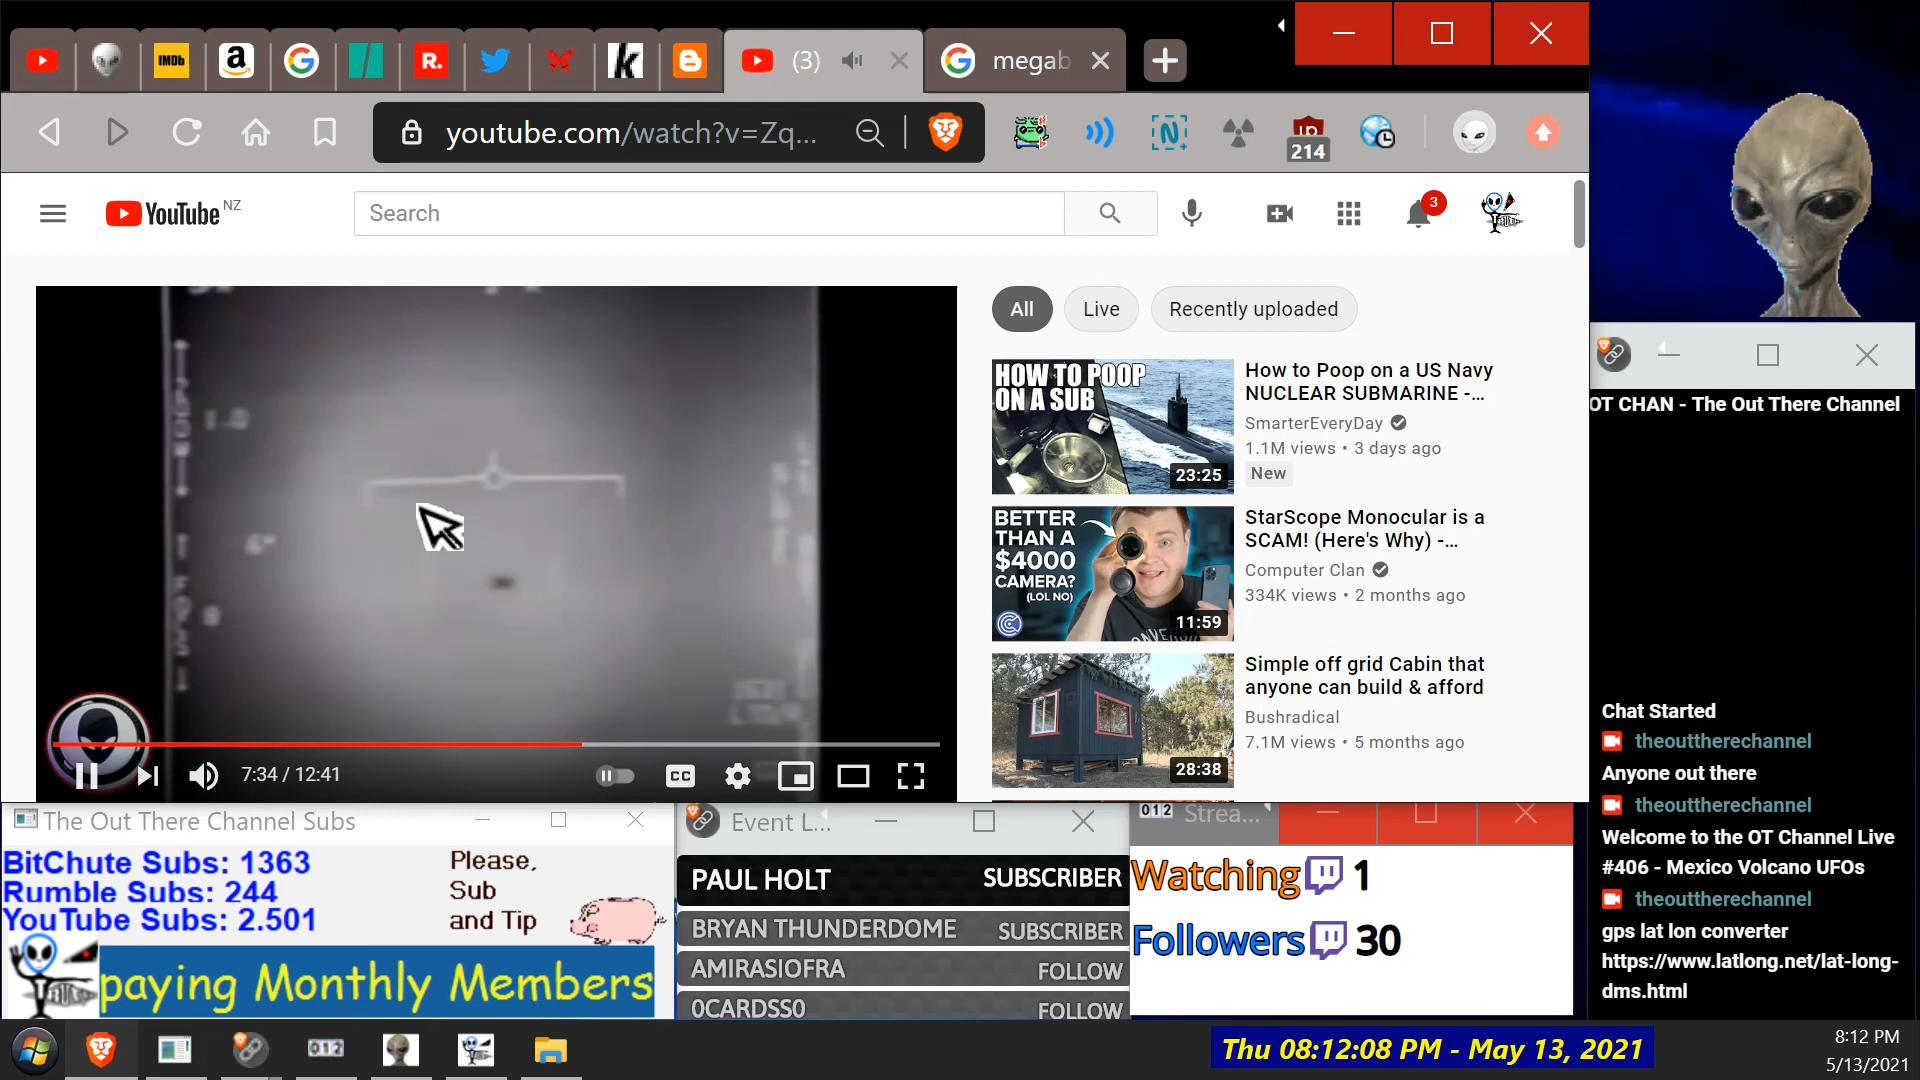 IMDb
a
R.
k
(3)
megab
youtube.com/watch?v=Zq...
N
214
YouTube NZ
Search
3
All
Live
Recently uploaded
HOW TO POOP
ON A SUB
23:25
How to Poop on a US Navy
NUCLEAR SUBMARINE -...
SmarterEveryDay
1.1M views • 3 days ago
New
BETTER
THAN A
$4000
CAMERA?
(LOL NO)
11:59
StarScope Monocular is a
SCAM! (Here's Why) -...
Computer Clan
334K views • 2 months ago
28:38
Simple off grid Cabin that
anyone can build & afford
Bushradical
7.1M views • 5 months ago
7:34 / 12:41
CC
OT CHAN - The Out There Channel
Chat Started
theouttherechannel
Anyone out there
theouttherechannel
Welcome to the OT Channel Live
#406 - Mexico Volcano UFOs
theouttherechannel
gps lat lon converter
https://www.latlong.net/lat-long-
dms.html
The Out There Channel Subs
BitChute Subs: 1363
Rumble Subs: 244
YouTube Subs: 2.501
Please,
Sub
and Tip
paying Monthly Members
Event L...
PAUL HOLT SUBSCRIBER
BRYAN THUNDERDOME SUBSCRIBER
AMIRASIOFRA FOLLOW
0CARDSS0 FOLLOW
012 Strea...
Watching 1
Followers 30
012
Thu 08:12:08 PM - May 13, 2021
8:12 PM
5/13/2021